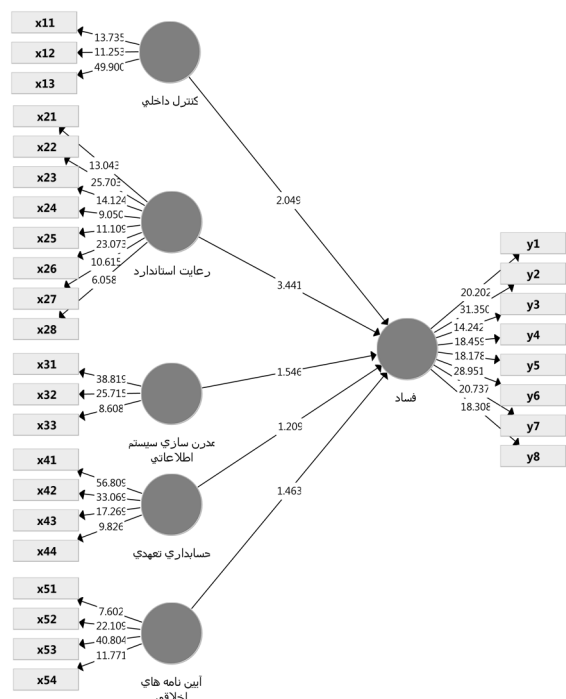 x11
x12
x13
13.735
11.253
49.900
كنترل داخلي
x21
x22
x23
x24
x25
x26
x27
x28
13.043
25.703
14.124
9.050
11.109
23.073
10.615
6.058
رعايت استاندارد
x31
x32
x33
38.819
25.715
8.608
مدرن سازي سيستم
اطلاعاتي
x41
x42
x43
x44
56.809
33.069
17.269
9.826
حسابداري تعهدي
x51
x52
x53
x54
7.602
22.109
40.804
11.771
آيين نامه هاي
اخلاقي
2.049
3.441
1.546
1.209
1.463
فساد
20.202
31.350
14.242
18.459
18.178
28.951
20.737
18.308
y1
y2
y3
y4
y5
y6
y7
y8